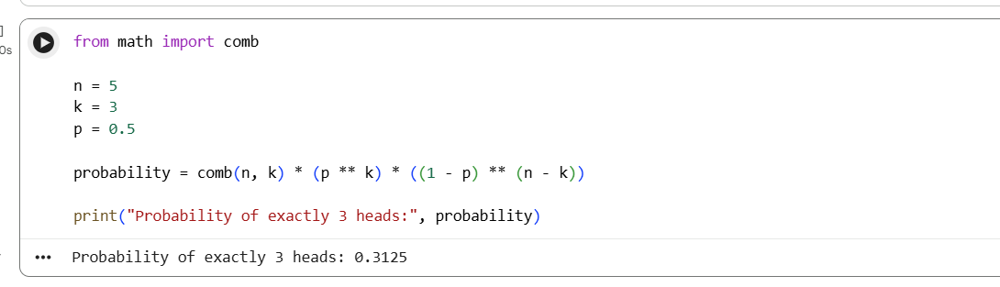 ]
0s
from math import comb
n = 5
k = 3
p = 0.5
probability = comb(n, k) * (p ** k) * ((1 - p) ** (n - k))
print("Probability of exactly 3 heads:", probability)
Probability of exactly 3 heads: 0.3125